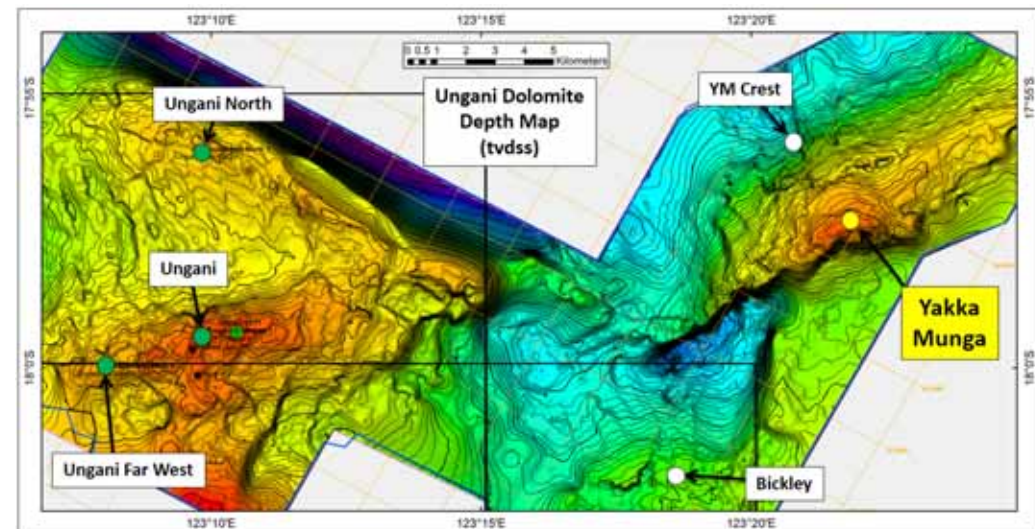 123°10'E 123°15'E 123°20'E
0 0.5 1 2 3 4 5
Kilometers
17°55'S
17°55'S
Ungani North
Ungani Dolomite
Depth Map
(tvdss)
YM Crest
Ungani
Yakka
Munga
18°0'S
18°0'S
Ungani Far West
Bickley
123°10'E 123°15'E 123°20'E